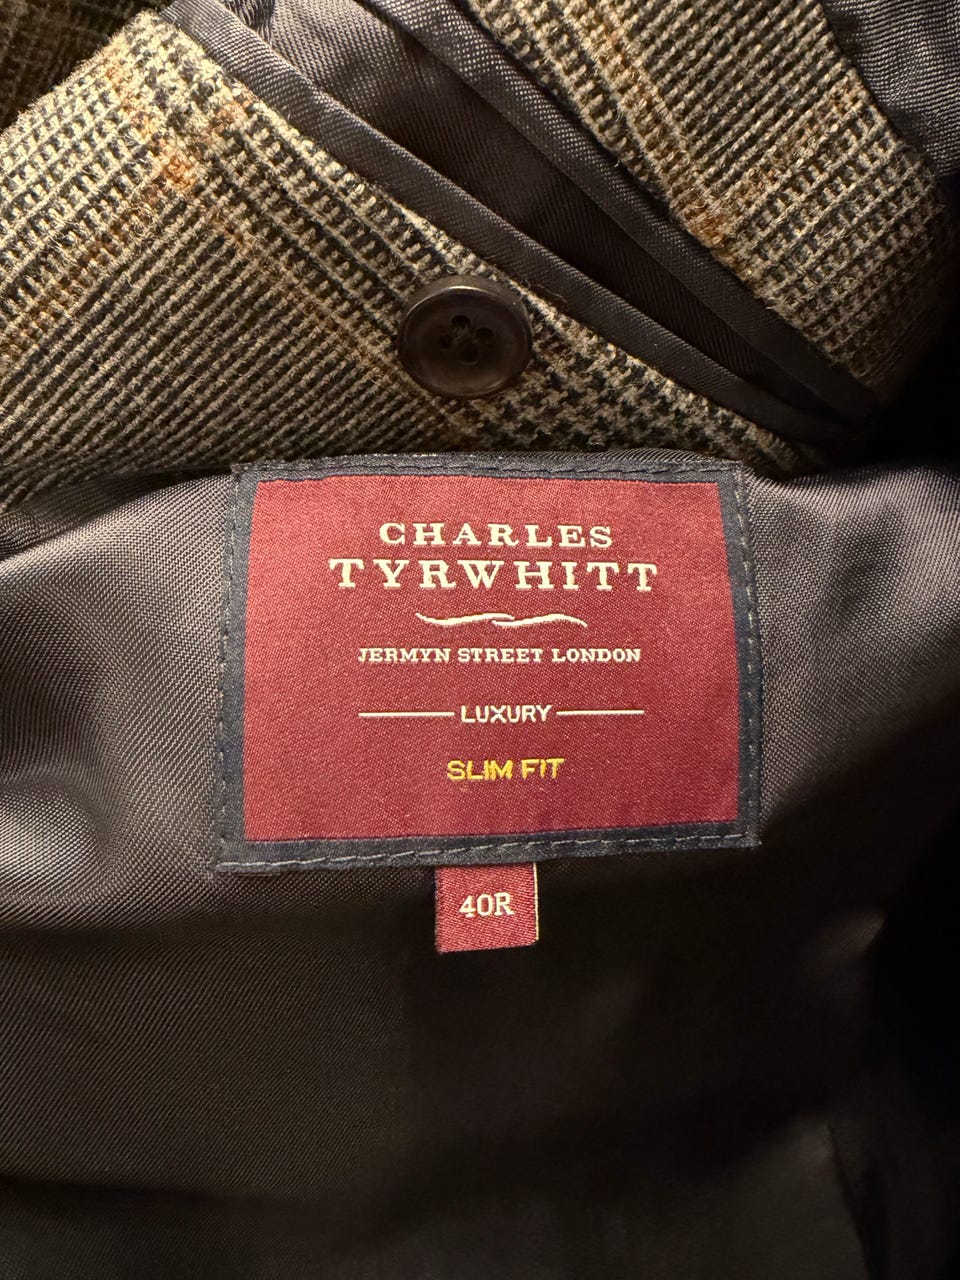 CHARLES
TYRWHITT
JERMYN STREET LONDON
LUXURY
SLIM FIT
40R